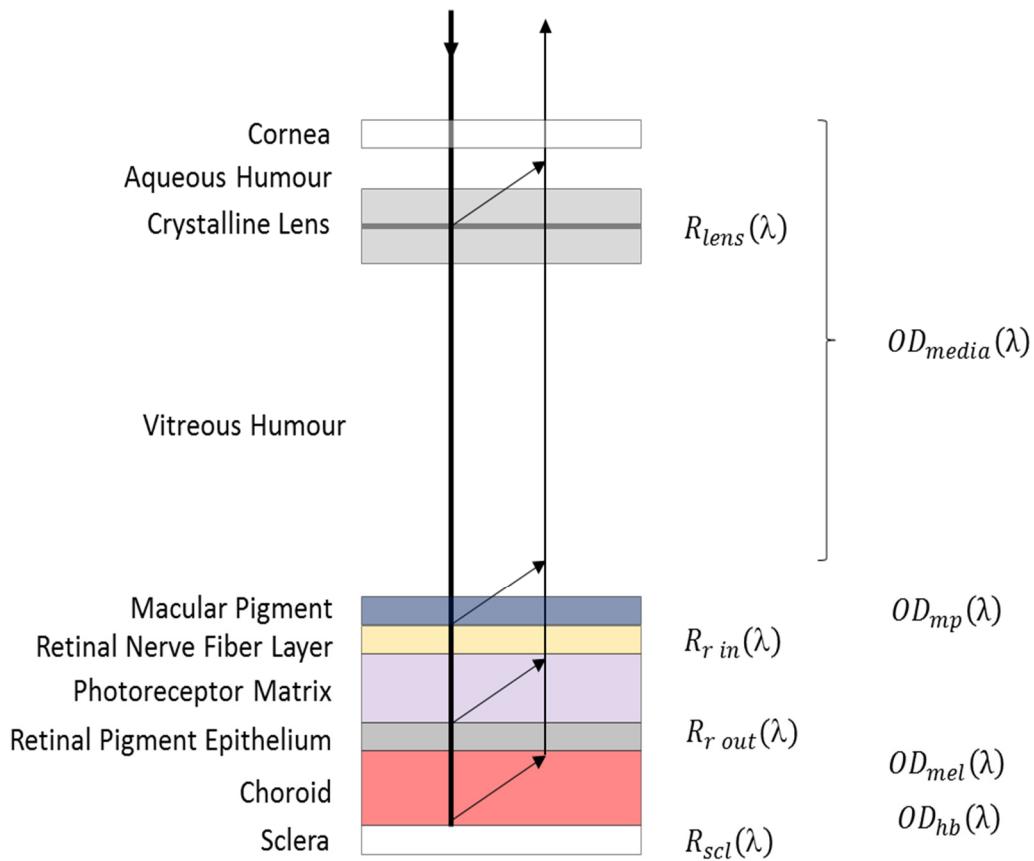 Cornea
Aqueous Humour
Crystalline Lens
R_lens(λ)
OD_media(λ)
Vitreous Humour
Macular Pigment
OD_mp(λ)
Retinal Nerve Fiber Layer
R_r in(λ)
Photoreceptor Matrix
Retinal Pigment Epithelium
R_r out(λ)
OD_mel(λ)
Choroid
OD_hb(λ)
Sclera
R_scl(λ)